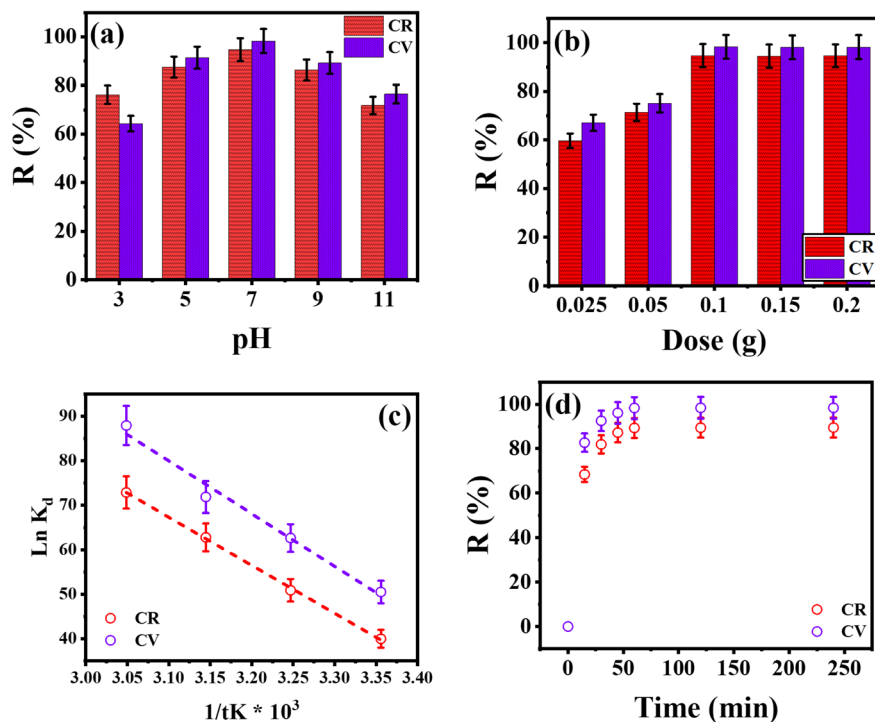 (a)
CR
CV
R (%)
100
80
60
40
20
0
3 5 7 9 11
pH
(b)
R (%)
120
100
80
60
40
20
0
CR
CV
0.025 0.05 0.1 0.15 0.2
Dose (g)
(c)
Ln K_d
90
80
70
60
50
40
CR
CV
3.00 3.05 3.10 3.15 3.20 3.25 3.30 3.35 3.40
1/tK * 10³
(d)
R (%)
100
80
60
40
20
0
CR
CV
0 50 100 150 200 250
Time (min)